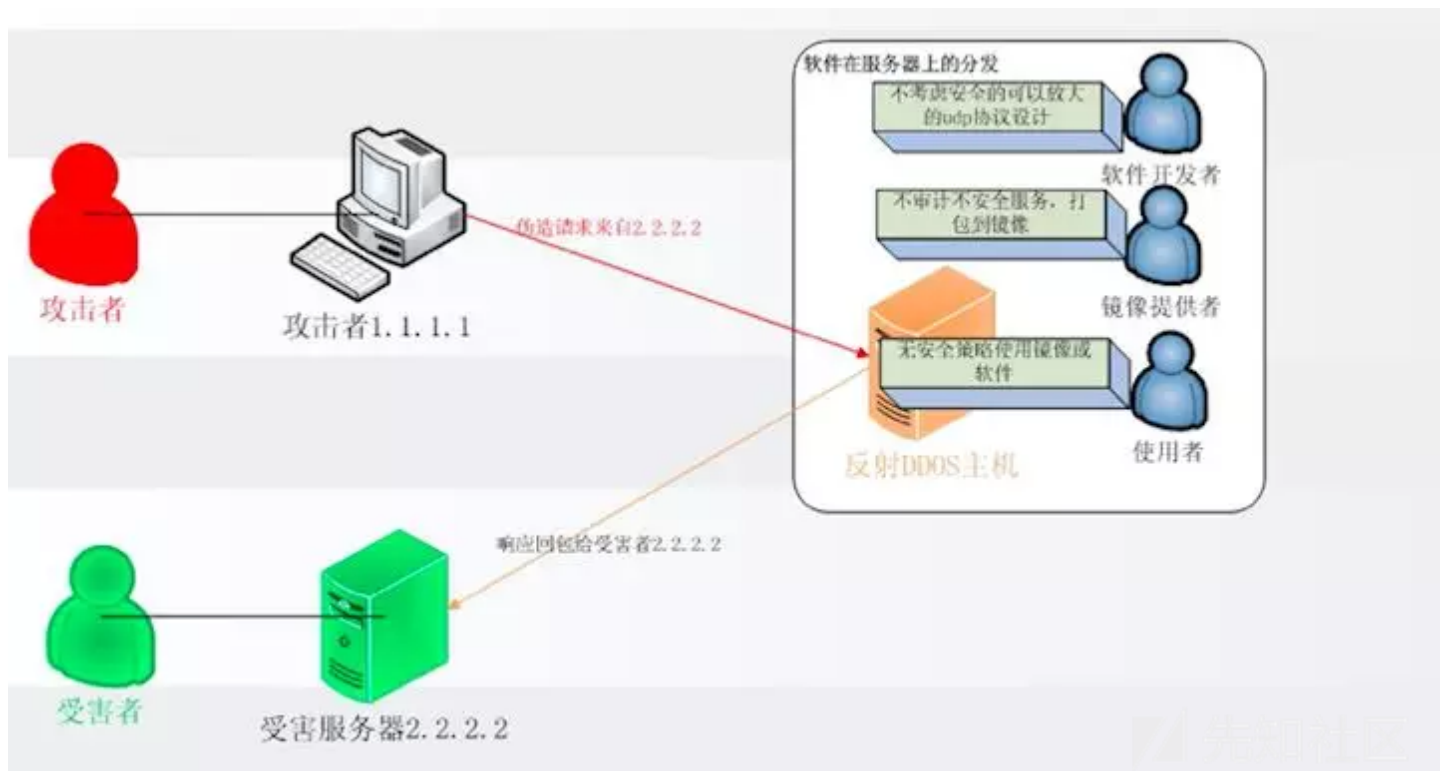 软件在服务器上的分发
不考虑安全的可以放大
的udp协议设计
软件开发者
不审计不安全服务，打
包到镜像
镜像提供者
无安全策略使用镜像或
软件
使用者
反射DDOS主机
伪造请求来自2.2.2.2
攻击者
攻击者1.1.1.1
响应回包给受害者2.2.2.2
受害者
受害服务器2.2.2.2
先知社区